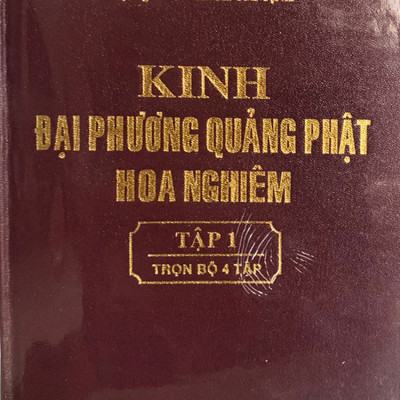 KINH
ĐẠI PHƯƠNG QUẢNG PHẬT
HOA NGHIÊM
TẬP 1
TRỌN BỘ 4 TẬP